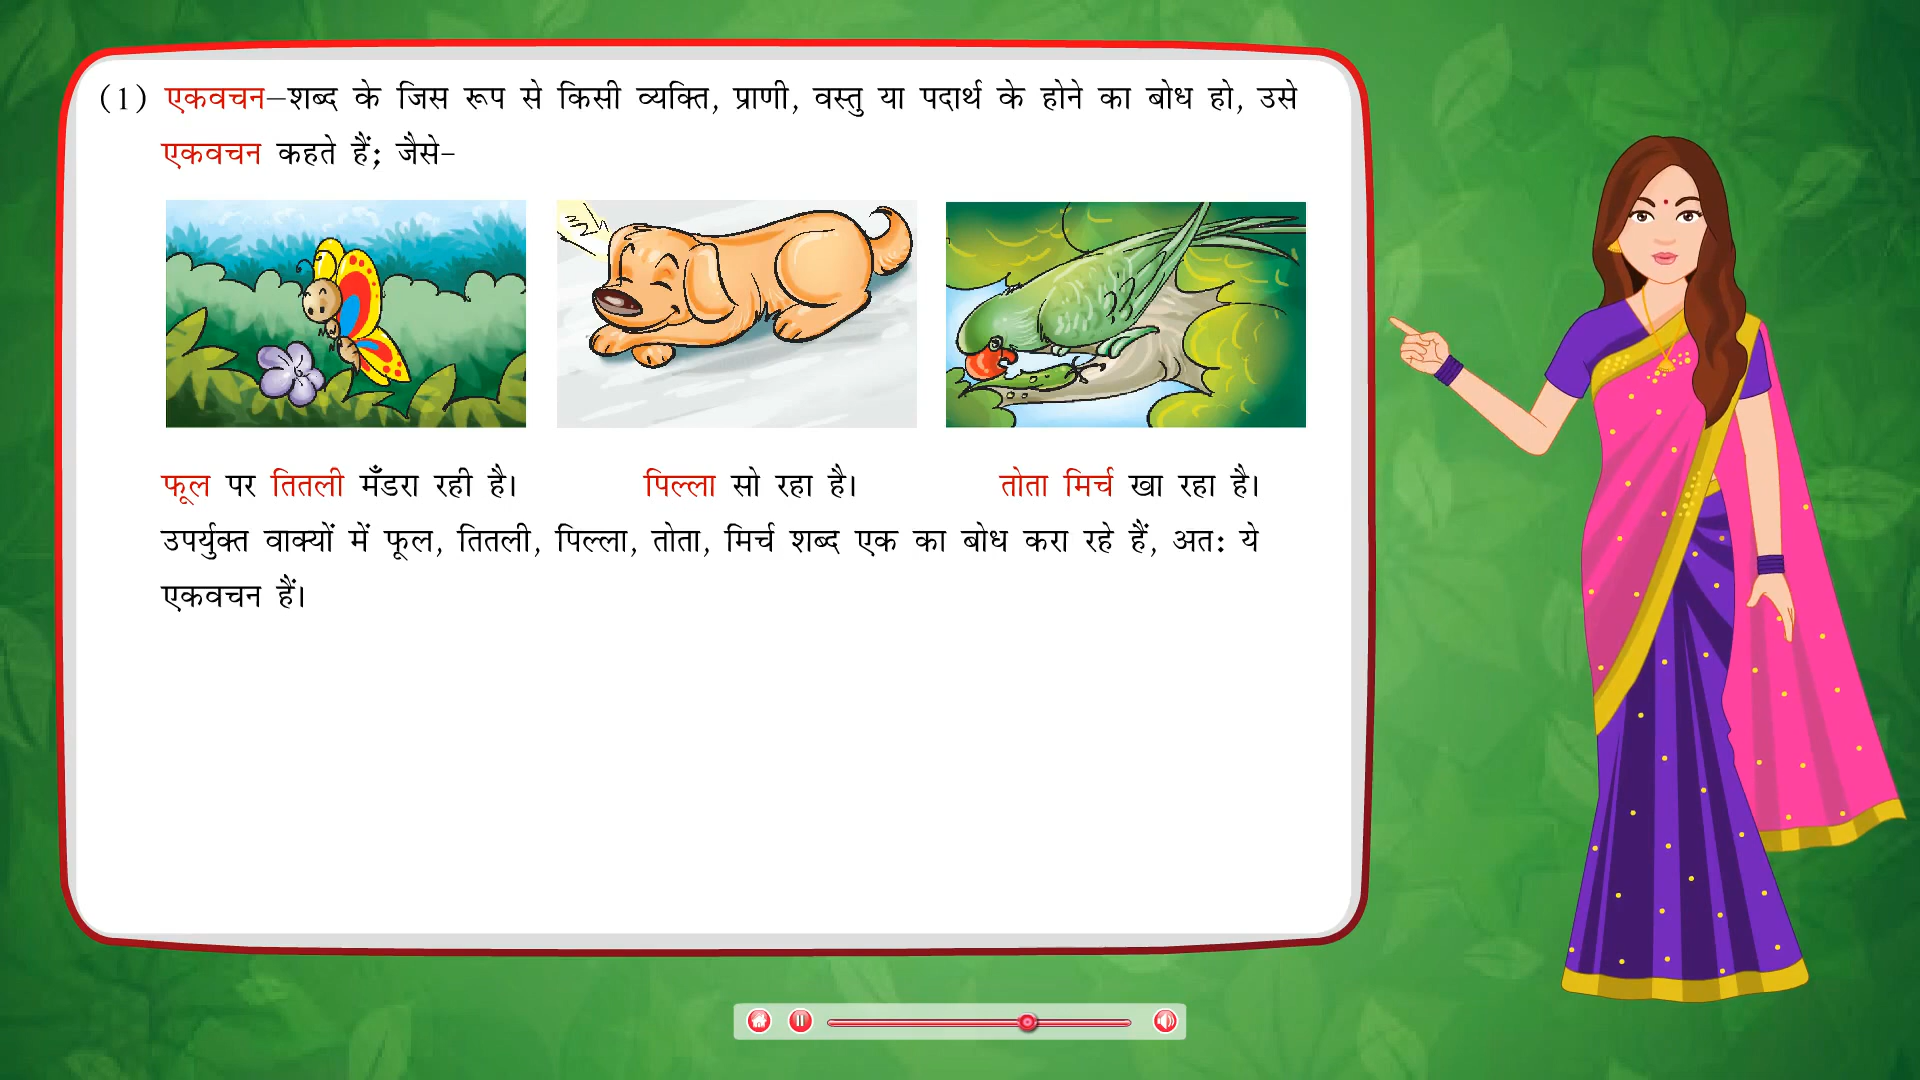 (1) एकवचन–शब्द के जिस रूप से किसी व्यक्ति, प्राणी, वस्तु या पदार्थ के होने का बोध हो, उसे
एकवचन कहते हैं; जैसे-
फूल पर तितली मँडरा रही है। पिल्ला सो रहा है। तोता मिर्च खा रहा है।
उपर्युक्त वाक्यों में फूल, तितली, पिल्ला, तोता, मिर्च शब्द एक का बोध करा रहे हैं, अतः ये
एकवचन हैं।